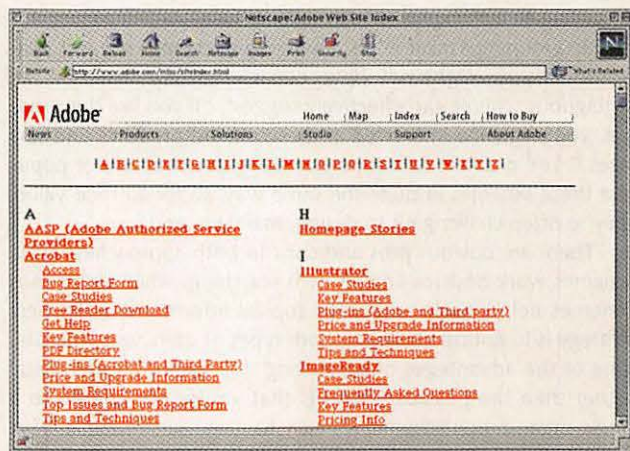 Netscape: Adobe Web Site Index
Back Forward Reload Home Search Netscape Images Print Security Stop
Netsite: http://www.adobe.com/misc/siteindex.html What's Related
Adobe
Home Map Index Search How to Buy
News Products Solutions Studio Support About Adobe
A
AASP (Adobe Authorized Service
Providers)
Acrobat
Access
Bug Report Form
Case Studies
Free Reader Download
Get Help
Key Features
PDF Directory
Plug-ins (Acrobat and Third Party)
Price and Upgrade Information
System Requirements
Top Issues and Bug Report Form
Tips and Techniques
H
Homepage Stories
I
Illustrator
Case Studies
Key Features
Plug-ins (Adobe and Third party)
Price and Upgrade Information
System Requirements
Tips and Techniques
ImageReady
Case Studies
Frequently Asked Questions
Key Features
Pricing Info